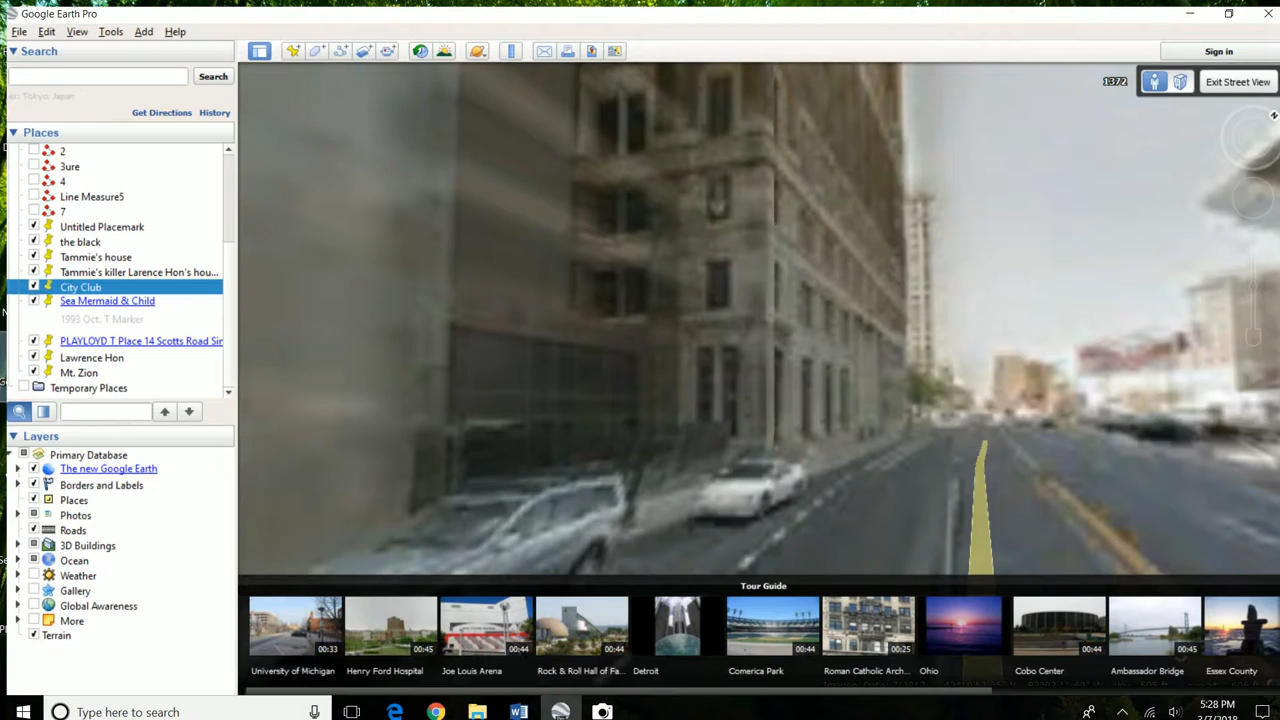 Google Earth Pro
File Edit View Tools Add Help
Search
Sign in
Search
ex: Tokyo, Japan
Get Directions History
Places
2
3ure
4
Line Measure5
7
Untitled Placemark
the black
Tammie's house
Tammie's killer Larence Hon's hou...
City Club
Sea Mermaid & Child
1993 Oct. T Marker
PLAYLOYD T Place 14 Scotts Road Sin
Lawrence Hon
Mt. Zion
Temporary Places
Layers
Primary Database
The new Google Earth
Borders and Labels
Places
Photos
Roads
3D Buildings
Ocean
Weather
Gallery
Global Awareness
More
Terrain
1372
Exit Street View
Tour Guide
00:33 00:45 00:44 00:44 00:44 00:25 00:44 00:45
University of Michigan Henry Ford Hospital Joe Louis Arena Rock & Roll Hall of Fa... Detroit Comerica Park Roman Catholic Arch... Ohio Cobo Center Ambassador Bridge Essex County
Type here to search
5:28 PM
3/7/2018